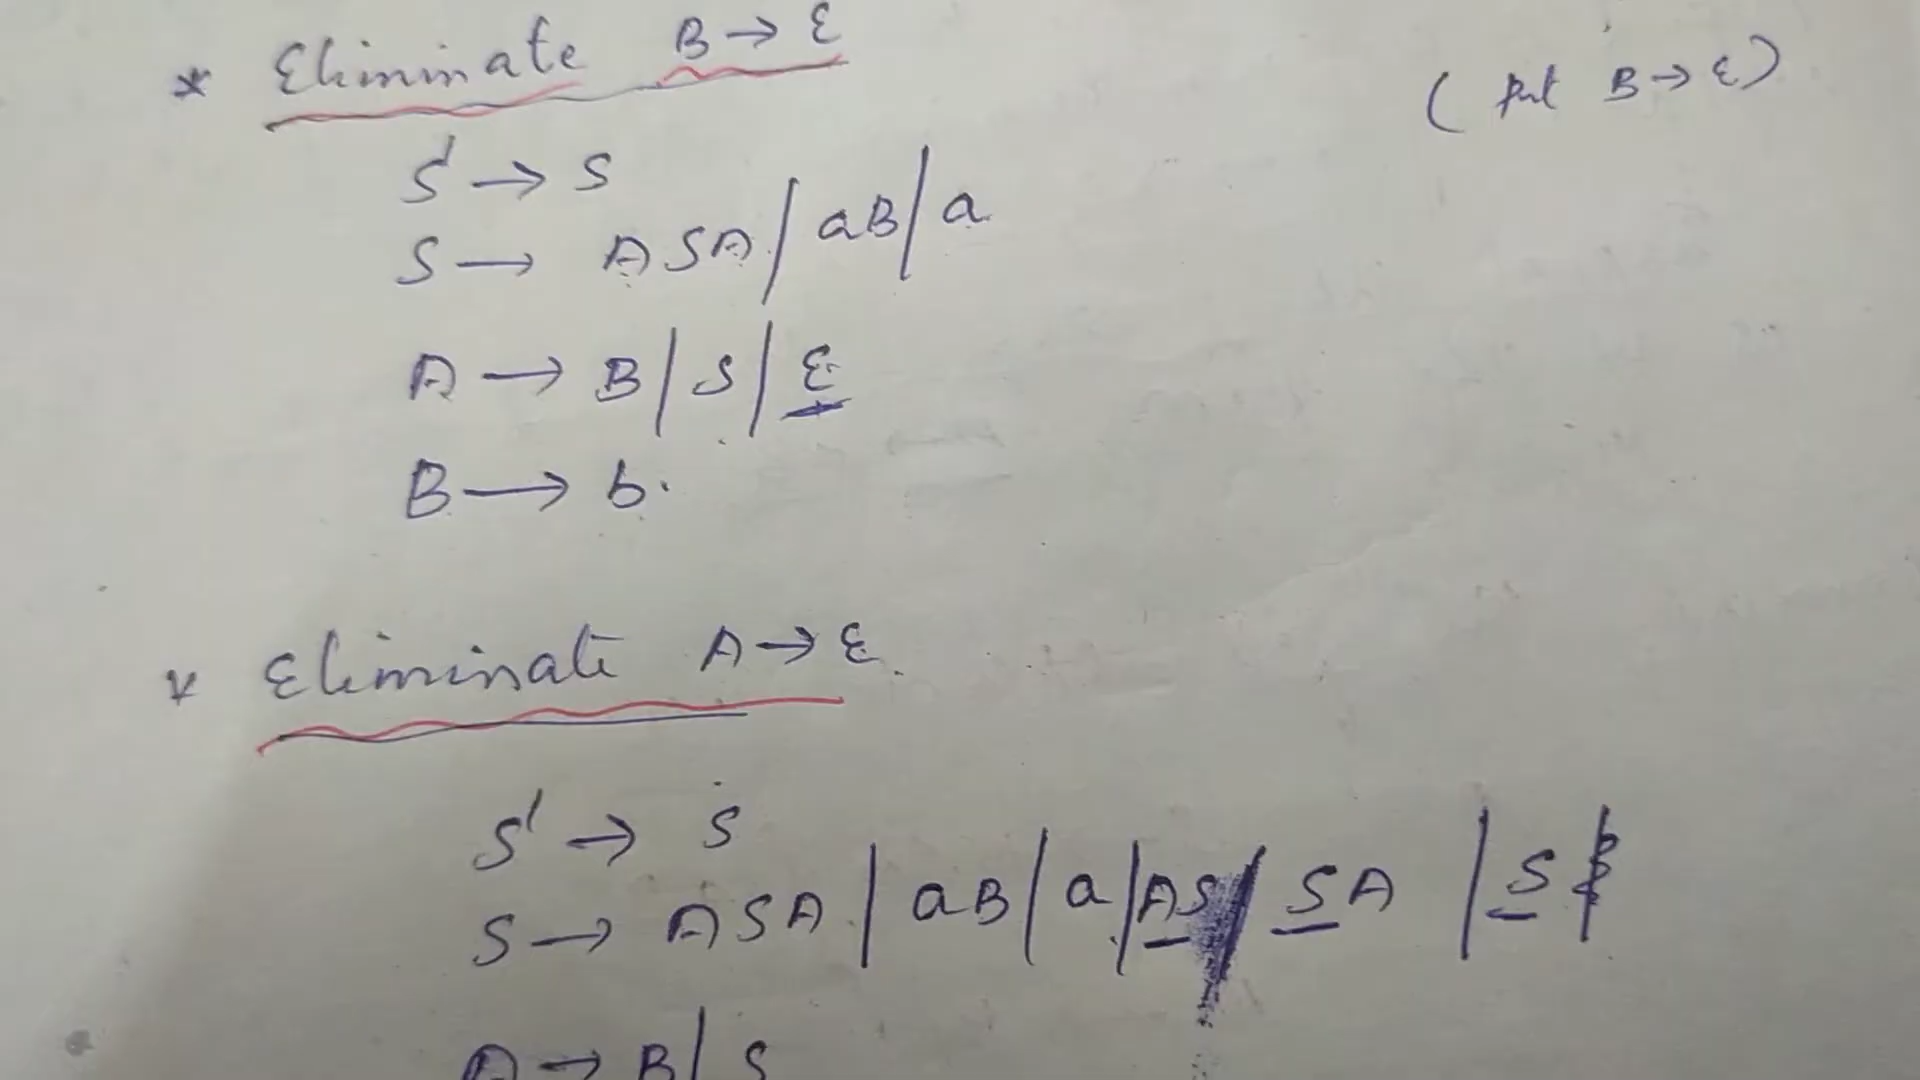 * Eliminate B → ε
( Put B → ε )
S' → S
S → ASA | aB | a
A → B | S | ε
B → b.
* Eliminate A → ε.
S' → S
S → ASA | aB | a | AS | SA | S
A → B | S